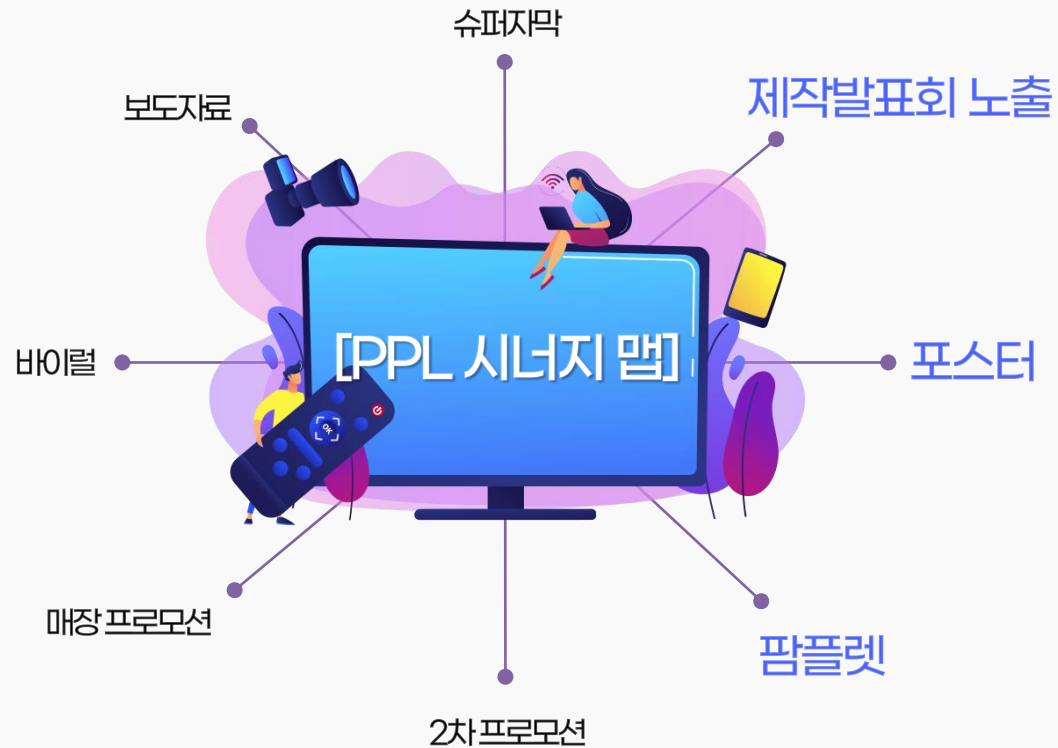 슈퍼자막
제작발표회 노출
보도자료
[PPL 시너지 맵]
바이럴
포스터
OK
매장 프로모션
팜플렛
2차 프로모션